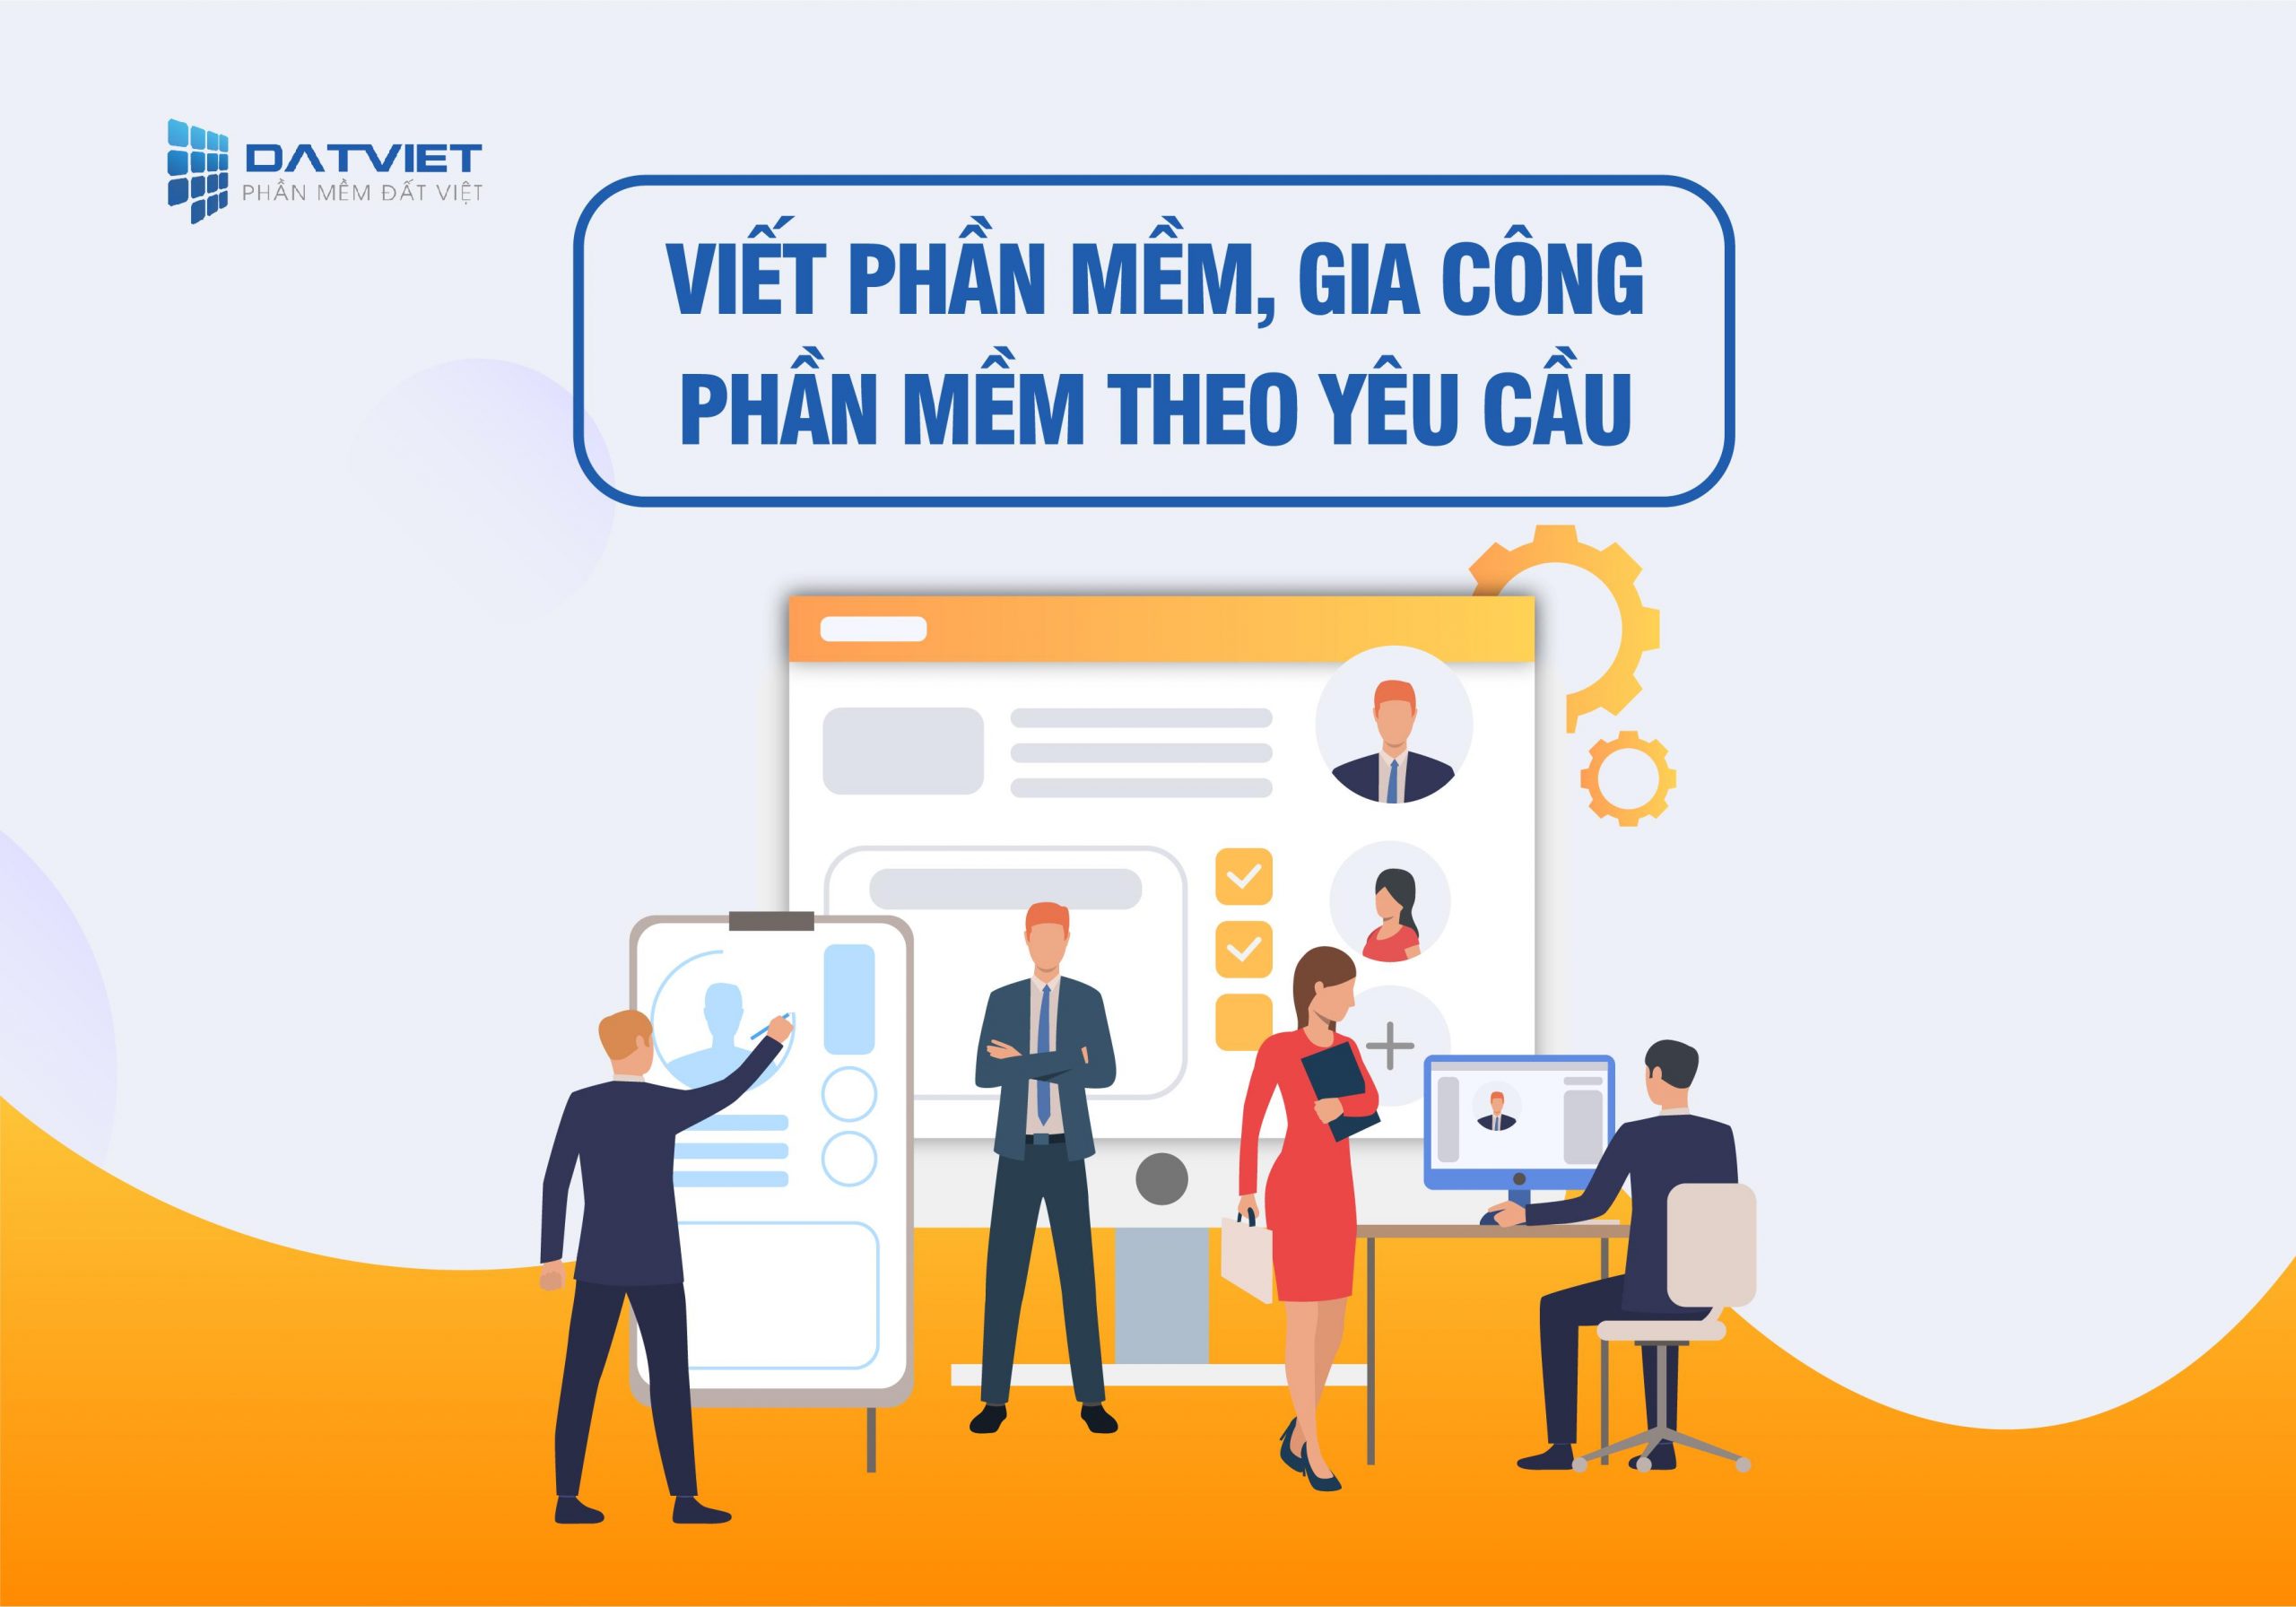 DATVIET
PHẦN MỀM ĐẤT VIỆT
VIẾT PHẦN MỀM, GIA CÔNG
PHẦN MỀM THEO YÊU CẦU